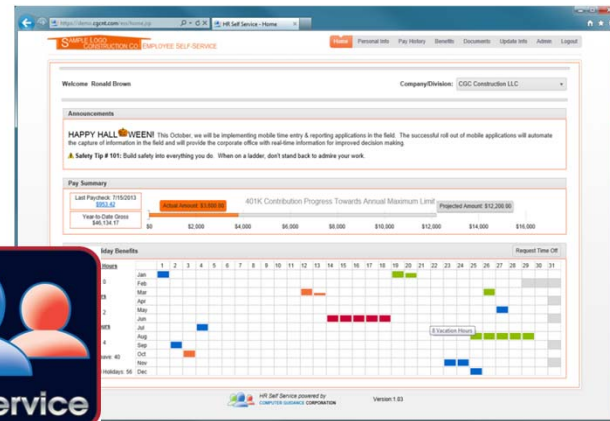 https://demo.cgcnt.com/ess/home.jsp
HR Self Service - Home
SAMPLE LOGO
CONSTRUCTION CO EMPLOYEE SELF-SERVICE
Home Personal Info Pay History Benefits Documents Update Info Admin Logout
Welcome Ronald Brown
Company/Division: CGC Construction LLC
Announcements
HAPPY HALL WEEN! This October, we will be implementing mobile time entry & reporting applications in the field. The successful roll out of mobile applications will automate
the capture of information in the field and will provide the corporate office with real-time information for improved decision making.
Safety Tip # 101: Build safety into everything you do. When on a ladder, don't stand back to admire your work.
Pay Summary
Last Paycheck: 7/15/2013
$853.42
Year-to-Date Gross
$46,134.17
401K Contribution Progress Towards Annual Maximum Limit
Actual Amount: $3,800.00
Projected Amount: $12,200.00
$0 $2,000 $4,000 $6,000 $8,000 $10,000 $12,000 $14,000 $16,000
iday Benefits
Request Time Off
Hours 1 2 3 4 5 6 7 8 9 10 11 12 13 14 15 16 17 18 19 20 21 22 23 24 25 26 27 28 29 30 31
Jan
8 Feb
Mar
Apr
2 May
Jun
Jul
8 Vacation Hours
4 Aug
Sep
ave: 40 Oct
Nov
Holidays: 56 Dec
ervice
HR Self Service powered by
COMPUTER GUIDANCE CORPORATION
Version:1.03